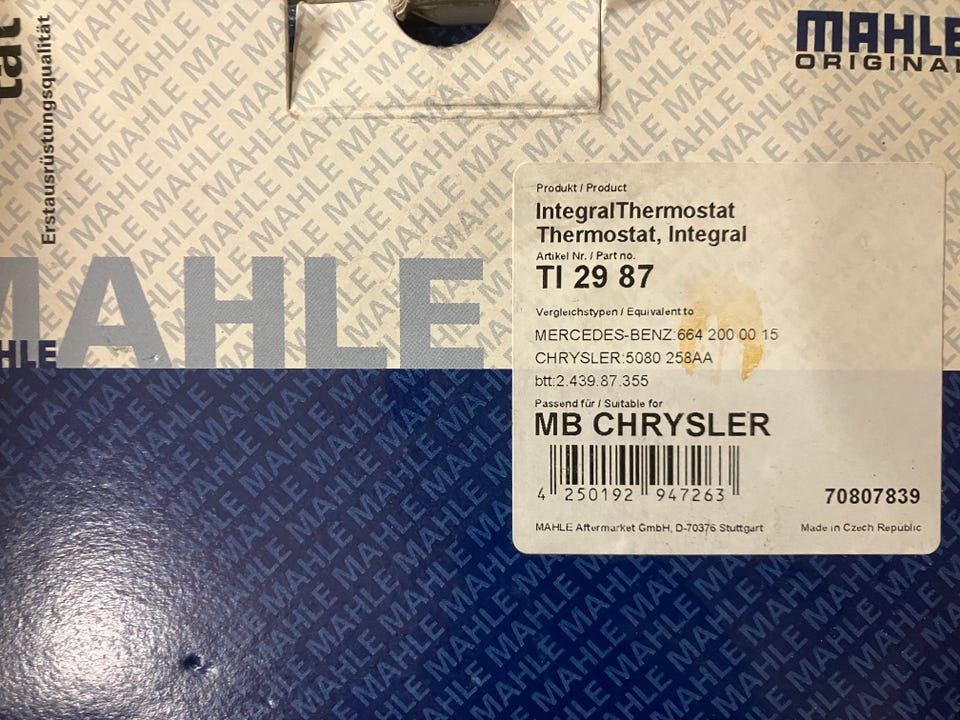 tät
Erstausrüstungsqualität
MAHLE
ORIGINAL
MAHLE
HLE
Produkt / Product
IntegralThermostat
Thermostat, Integral
Artikel Nr. / Part no.
TI 29 87
Vergleichstypen / Equivalent to
MERCEDES-BENZ:664 200 00 15
CHRYSLER:5080 258AA
btt:2.439.87.355
Passend für / Suitable for
MB CHRYSLER
4 250192 947263
70807839
MAHLE Aftermarket GmbH, D-70376 Stuttgart
Made in Czech Republic